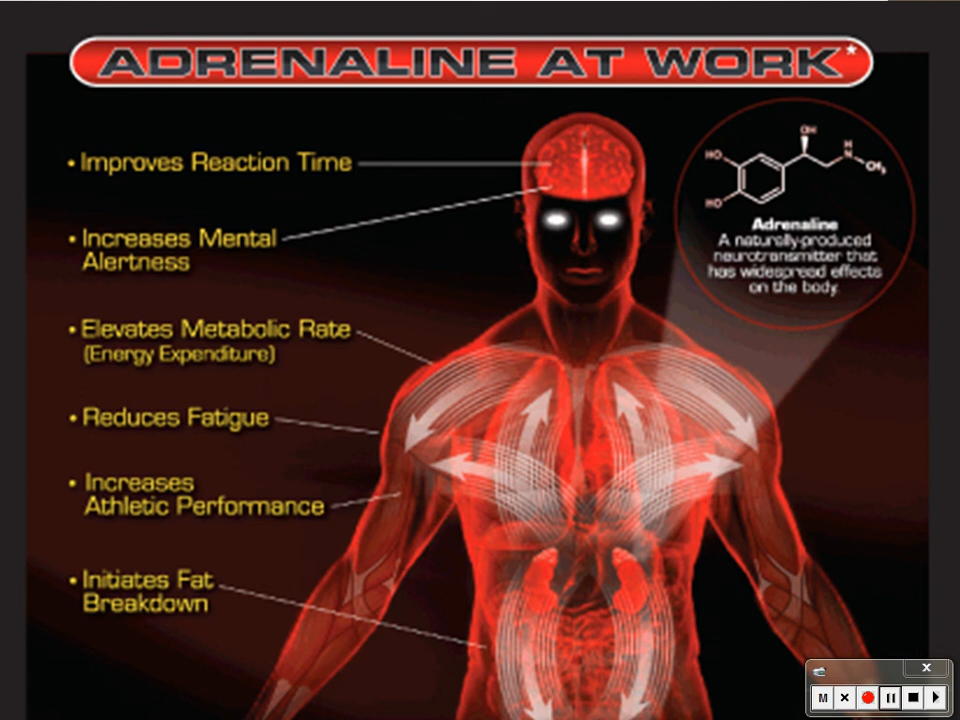 ADRENALINE AT WORK*
• Improves Reaction Time
• Increases Mental
Alertness
• Elevates Metabolic Rate
(Energy Expenditure)
• Reduces Fatigue
• Increases
Athletic Performance
• Initiates Fat
Breakdown
OH
HO
H
N
CH₃
HO
Adrenaline
A naturally-produced
neurotransmitter that
has widespread effects
on the body.
M